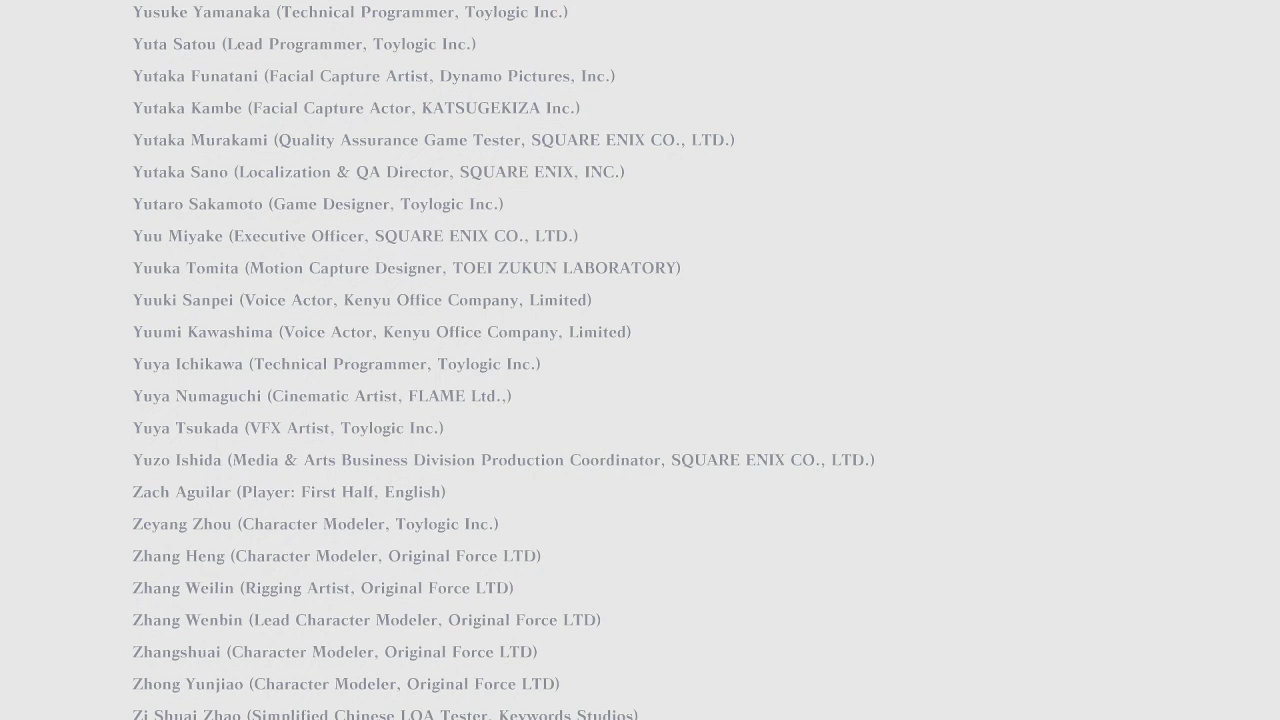 Yusuke Yamanaka (Technical Programmer, Toylogic Inc.)
Yuta Satou (Lead Programmer, Toylogic Inc.)
Yutaka Funatani (Facial Capture Artist, Dynamo Pictures, Inc.)
Yutaka Kambe (Facial Capture Actor, KATSUGEKIZA Inc.)
Yutaka Murakami (Quality Assurance Game Tester, SQUARE ENIX CO., LTD.)
Yutaka Sano (Localization & QA Director, SQUARE ENIX, INC.)
Yutaro Sakamoto (Game Designer, Toylogic Inc.)
Yuu Miyake (Executive Officer, SQUARE ENIX CO., LTD.)
Yuuka Tomita (Motion Capture Designer, TOEI ZUKUN LABORATORY)
Yuuki Sanpei (Voice Actor, Kenyu Office Company, Limited)
Yuumi Kawashima (Voice Actor, Kenyu Office Company, Limited)
Yuya Ichikawa (Technical Programmer, Toylogic Inc.)
Yuya Numaguchi (Cinematic Artist, FLAME Ltd.,)
Yuya Tsukada (VFX Artist, Toylogic Inc.)
Yuzo Ishida (Media & Arts Business Division Production Coordinator, SQUARE ENIX CO., LTD.)
Zach Aguilar (Player: First Half, English)
Zeyang Zhou (Character Modeler, Toylogic Inc.)
Zhang Heng (Character Modeler, Original Force LTD)
Zhang Weilin (Rigging Artist, Original Force LTD)
Zhang Wenbin (Lead Character Modeler, Original Force LTD)
Zhangshuai (Character Modeler, Original Force LTD)
Zhong Yunjiao (Character Modeler, Original Force LTD)
Zi Shuai Zhao (Simplified Chinese LQA Tester, Keywords Studios)